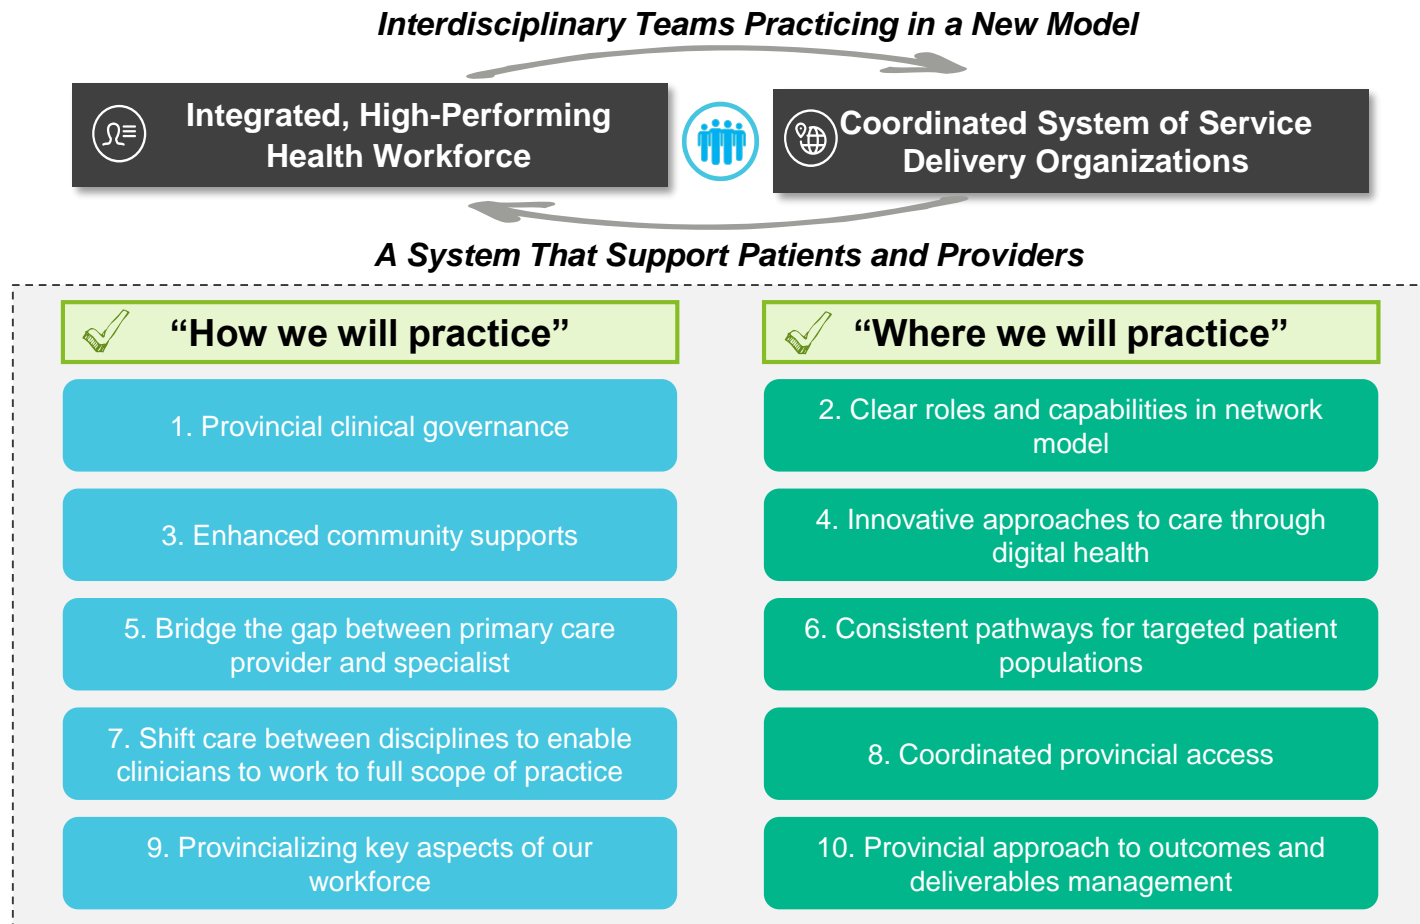 Interdisciplinary Teams Practicing in a New Model
Integrated, High-Performing
Health Workforce
Coordinated System of Service
Delivery Organizations
A System That Support Patients and Providers
“How we will practice”
“Where we will practice”
1. Provincial clinical governance
2. Clear roles and capabilities in network
model
3. Enhanced community supports
4. Innovative approaches to care through
digital health
5. Bridge the gap between primary care
provider and specialist
6. Consistent pathways for targeted patient
populations
7. Shift care between disciplines to enable
clinicians to work to full scope of practice
8. Coordinated provincial access
9. Provincializing key aspects of our
workforce
10. Provincial approach to outcomes and
deliverables management